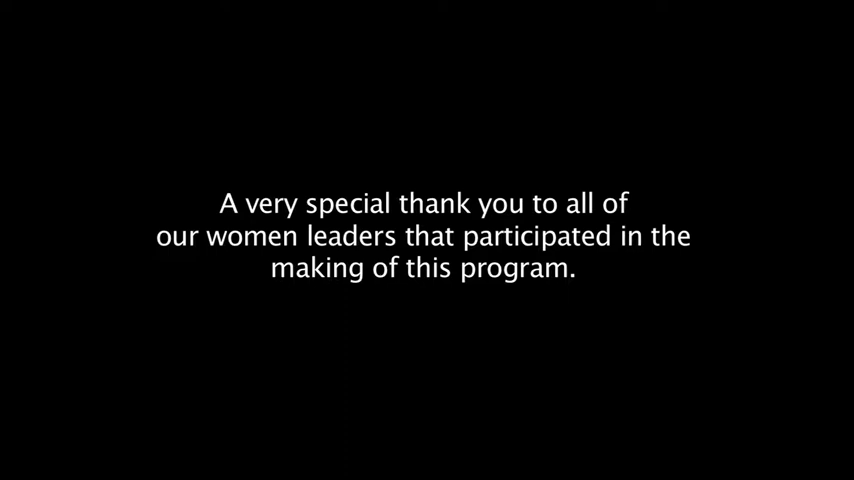 A very special thank you to all of
our women leaders that participated in the
making of this program.